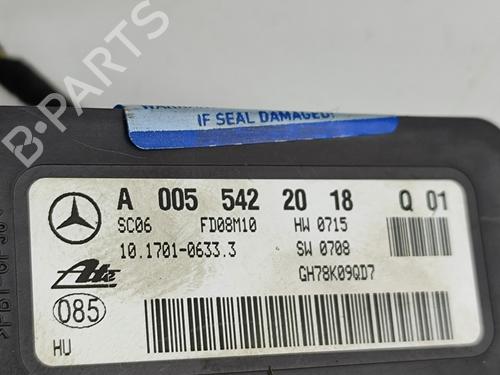 B-PARTS
IF SEAL DAMAGED!
A 005 542 20 18 Q 01
SC06 FD08M10 HW 0715
10.1701-0633.3 SW 0708
GH78K09QD7
Ate
085
HU